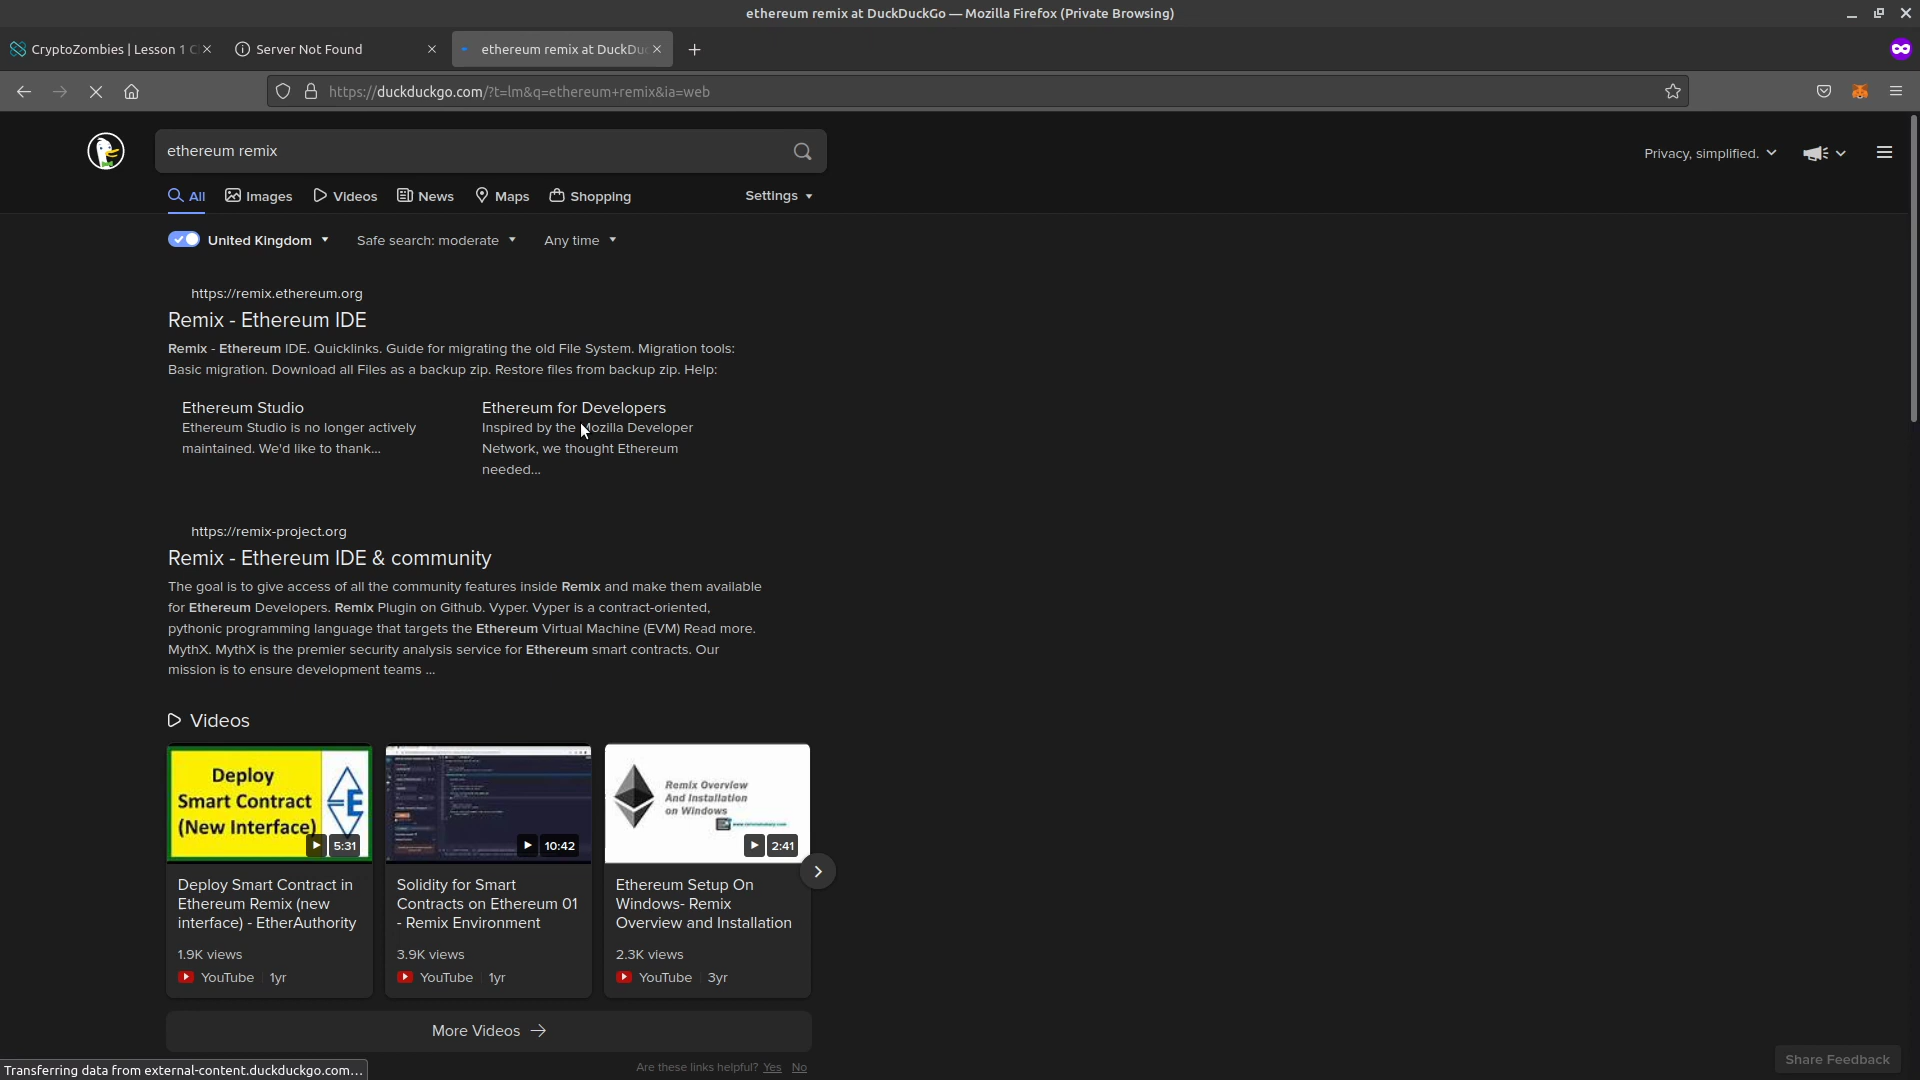 ethereum remix at DuckDuckGo — Mozilla Firefox (Private Browsing)
CryptoZombies | Lesson 1 C
Server Not Found
ethereum remix at DuckDuc
https://duckduckgo.com/?t=lm&q=ethereum+remix&ia=web
ethereum remix
Privacy, simplified.
All
Images
Videos
News
Maps
Shopping
Settings
United Kingdom
Safe search: moderate
Any time
https://remix.ethereum.org
Remix - Ethereum IDE
Remix - Ethereum IDE. Quicklinks. Guide for migrating the old File System. Migration tools:
Basic migration. Download all Files as a backup zip. Restore files from backup zip. Help:
Ethereum Studio
Ethereum Studio is no longer actively
maintained. We'd like to thank...
Ethereum for Developers
Inspired by the Mozilla Developer
Network, we thought Ethereum
needed...
https://remix-project.org
Remix - Ethereum IDE & community
The goal is to give access of all the community features inside Remix and make them available
for Ethereum Developers. Remix Plugin on Github. Vyper. Vyper is a contract-oriented,
pythonic programming language that targets the Ethereum Virtual Machine (EVM) Read more.
MythX. MythX is the premier security analysis service for Ethereum smart contracts. Our
mission is to ensure development teams ...
Videos
Deploy
Smart Contract
(New Interface)
E
5:31
Deploy Smart Contract in
Ethereum Remix (new
interface) - EtherAuthority
1.9K views
YouTube
1yr
10:42
Solidity for Smart
Contracts on Ethereum 01
- Remix Environment
3.9K views
YouTube
1yr
Remix Overview
And Installation
on Windows
2:41
Ethereum Setup On
Windows- Remix
Overview and Installation
2.3K views
YouTube
3yr
More Videos
Are these links helpful? Yes No
Share Feedback
Transferring data from external-content.duckduckgo.com…